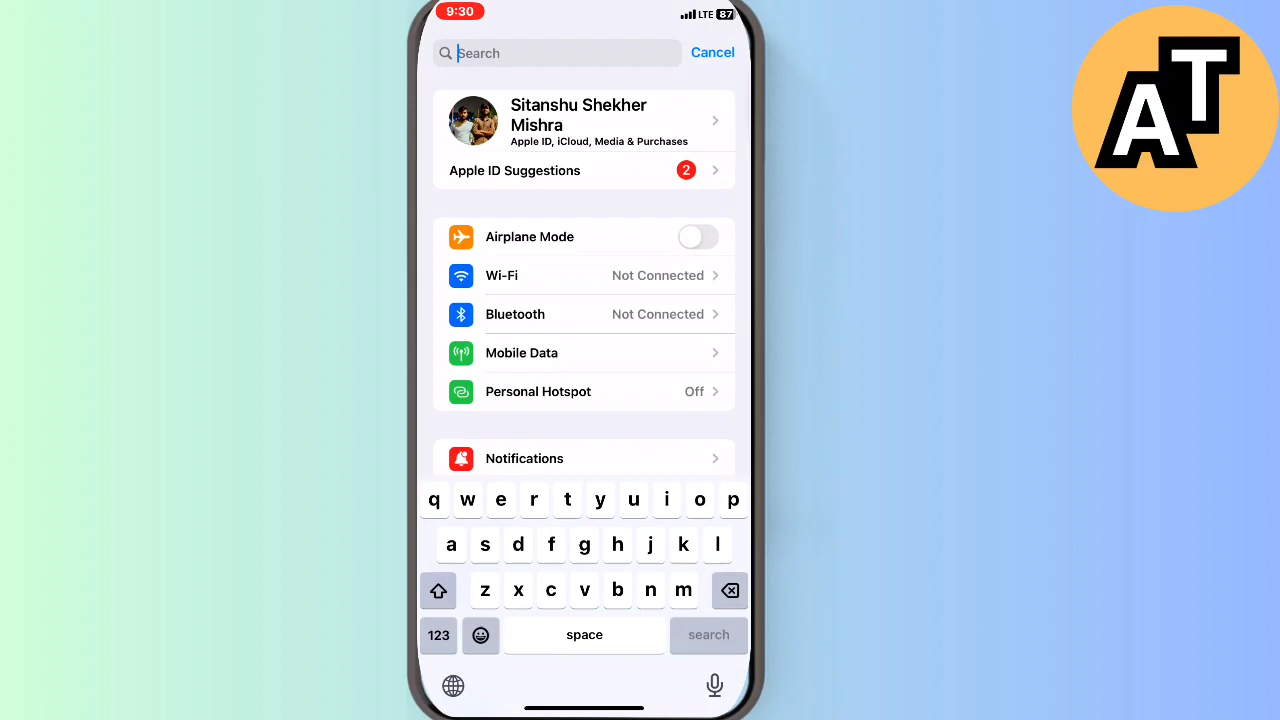 9:30
LTE 87
Search
Cancel
Sitanshu Shekher
Mishra
Apple ID, iCloud, Media & Purchases
Apple ID Suggestions 2
Airplane Mode
Wi-Fi Not Connected
Bluetooth Not Connected
Mobile Data
Personal Hotspot Off
Notifications
q w e r t y u i o p
a s d f g h j k l
z x c v b n m
123 space search
AT